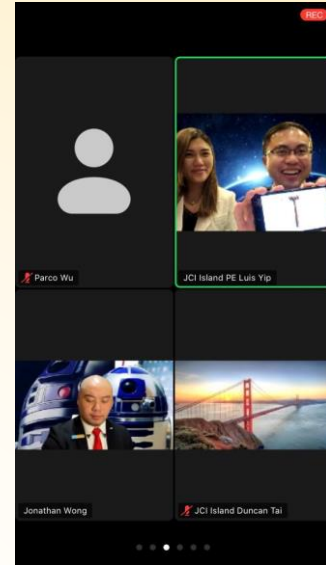 REC
Parco Wu
JCI Island PE Luis Yip
Jonathan Wong
JCI Island Duncan Tai